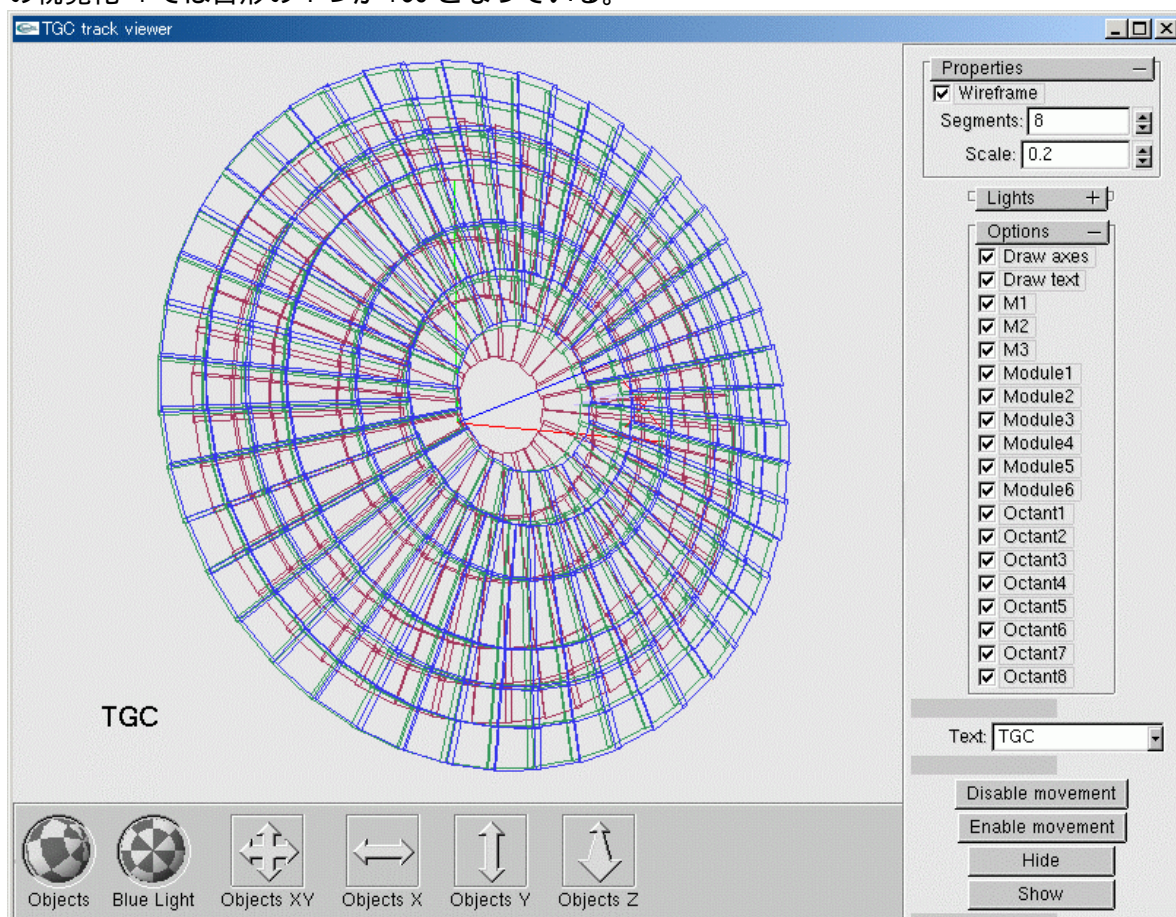 TGC track viewer
Properties
Wireframe
Segments: 8
Scale: 0.2
Lights
Options
Draw axes
Draw text
M1
M2
M3
Module1
Module2
Module3
Module4
Module5
Module6
Octant1
Octant2
Octant3
Octant4
Octant5
Octant6
Octant7
Octant8
TGC
Text: TGC
Disable movement
Enable movement
Hide
Show
Objects
Blue Light
Objects XY
Objects X
Objects Y
Objects Z